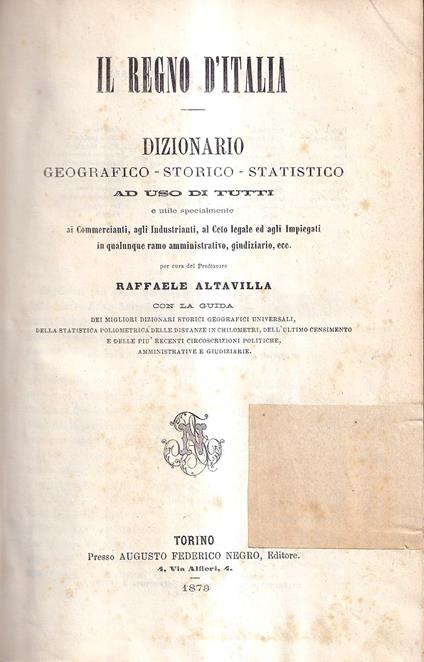 IL REGNO D'ITALIA
DIZIONARIO
GEOGRAFICO - STORICO - STATISTICO
AD USO DI TUTTI
e utile specialmente
ai Commercianti, agli Industrianti, al Ceto legale ed agli Impiegati
in qualunque ramo amministrativo, giudiziario, ecc.
per cura del Professore
RAFFAELE ALTAVILLA
CON LA GUIDA
DEI MIGLIORI DIZIONARI STORICI GEOGRAFICI UNIVERSALI,
DELLA STATISTICA POLIOMETRICA DELLE DISTANZE IN CHILOMETRI, DELL'ULTIMO CENSIMENTO
E DELLE PIU' RECENTI CIRCOSCRIZIONI POLITICHE,
AMMINISTRATIVE E GIUDIZIARIE.
TORINO
Presso AUGUSTO FEDERICO NEGRO, Editore.
4, Via Alfieri, 4.
1879